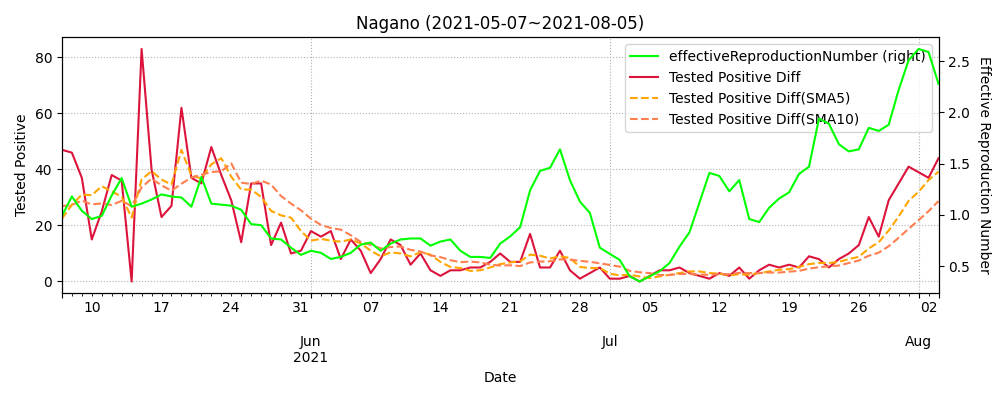 Nagano (2021-05-07~2021-08-05)
effectiveReproductionNumber (right)
Tested Positive Diff
Tested Positive Diff(SMA5)
Tested Positive Diff(SMA10)
Tested Positive
80
60
40
20
0
2.5
2.0
1.5
1.0
0.5
Effective Reproduction Number
10 17 24 31 07 14 21 28 05 12 19 26 02
Jun Jul Aug
2021
Date